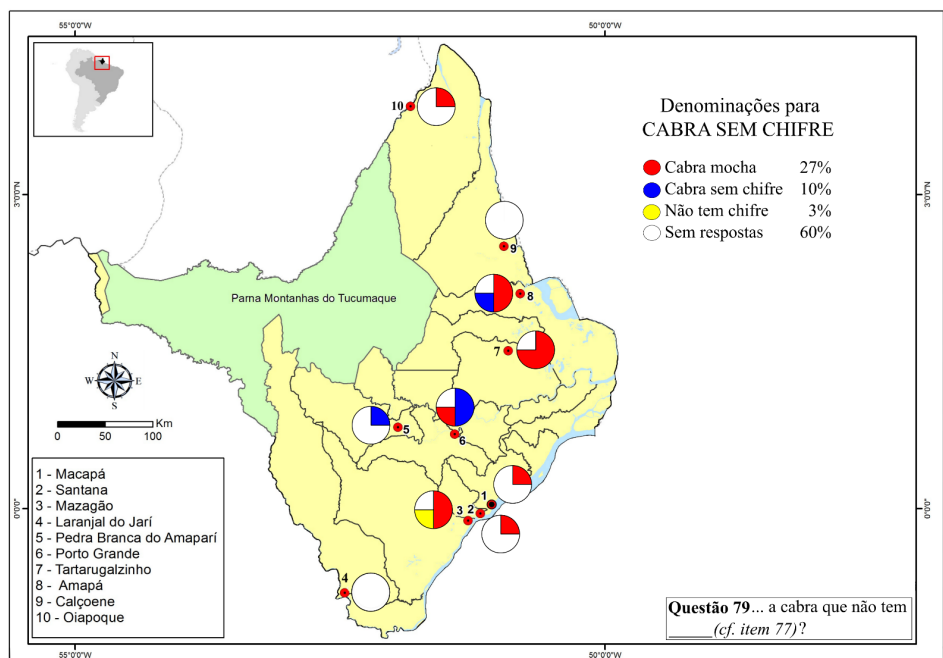 55°0'0"W
50°0'0"W
Denominações para
CABRA SEM CHIFRE
Cabra mocha 27%
Cabra sem chifre 10%
Não tem chifre 3%
Sem respostas 60%
3°0'0"N
3°0'0"N
10
9
8
Parna Montanhas do Tucumaque
7
N
W E
S
0 50 100
Km
5
6
1
2
3
4
0°0'0"
0°0'0"
1 - Macapá
2 - Santana
3 - Mazagão
4 - Laranjal do Jarí
5 - Pedra Branca do Amaparí
6 - Porto Grande
7 - Tartarugalzinho
8 - Amapá
9 - Calçoene
10 - Oiapoque
Questão 79... a cabra que não tem
______(cf. item 77)?
55°0'0"W
50°0'0"W